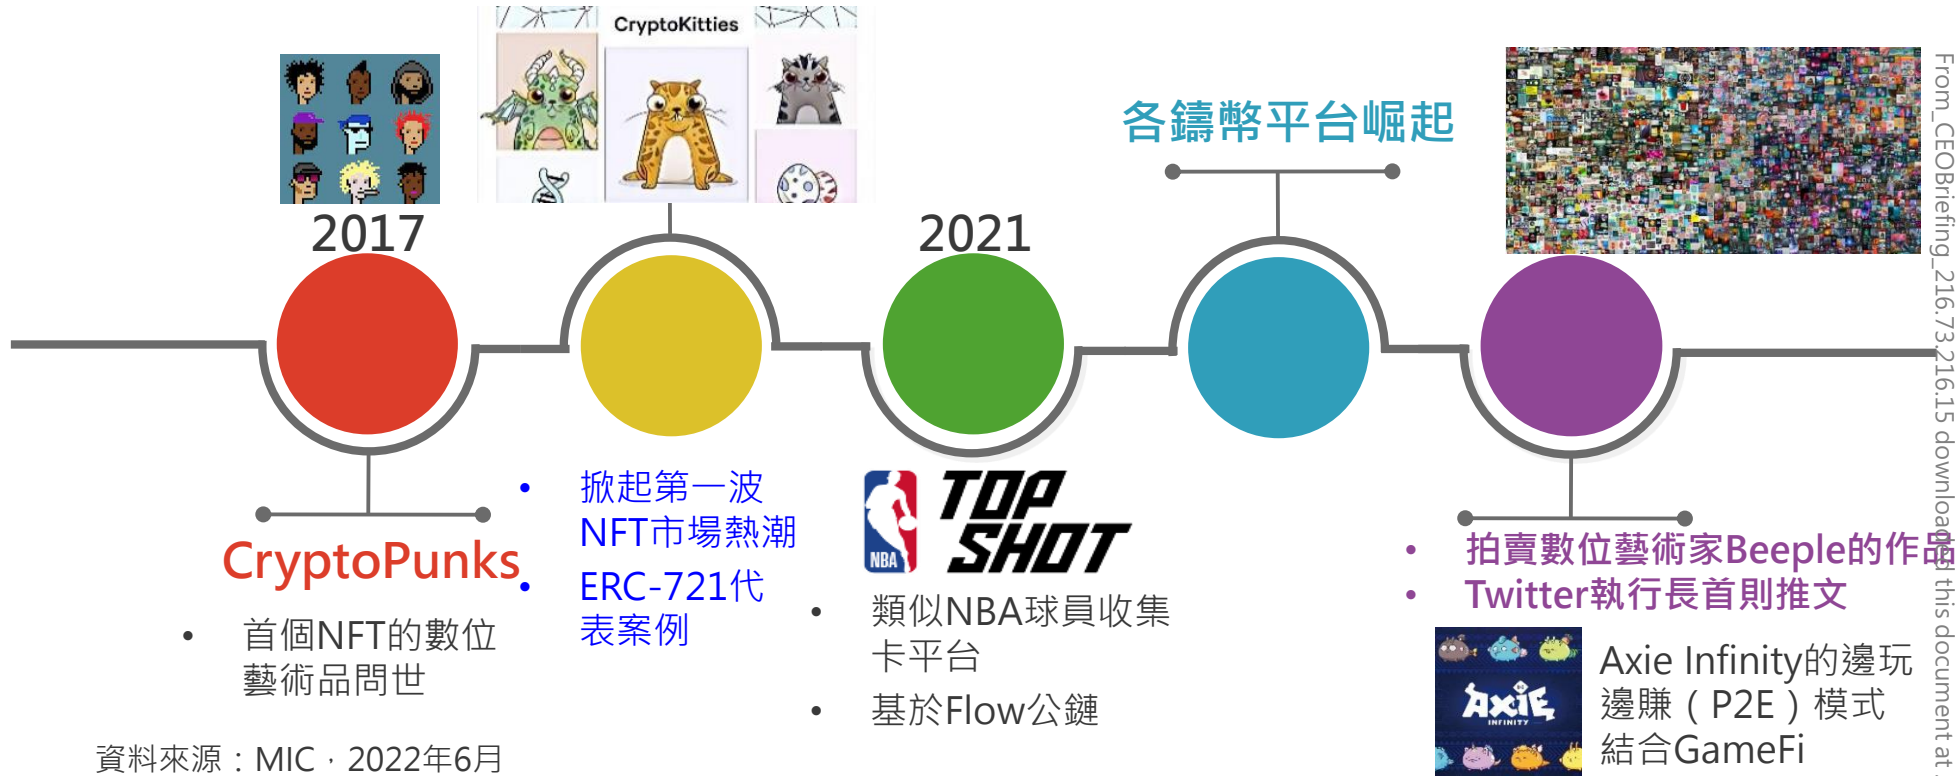 CryptoKitties
2017
CryptoPunks
• 首個NFT的數位
藝術品問世
• 掀起第一波
NFT市場熱潮
• ERC-721代
表案例
2021
NBA
TOP
SHOT
• 類似NBA球員收集
卡平台
• 基於Flow公鏈
各鑄幣平台崛起
• 拍賣數位藝術家Beeple的作品
• Twitter執行長首則推文
AXIE
INFINITY
Axie Infinity的邊玩
邊賺（P2E）模式
結合GameFi
資料來源：MIC，2022年6月
From_CEOBriefing_216.73.216.15 downloaded this document at